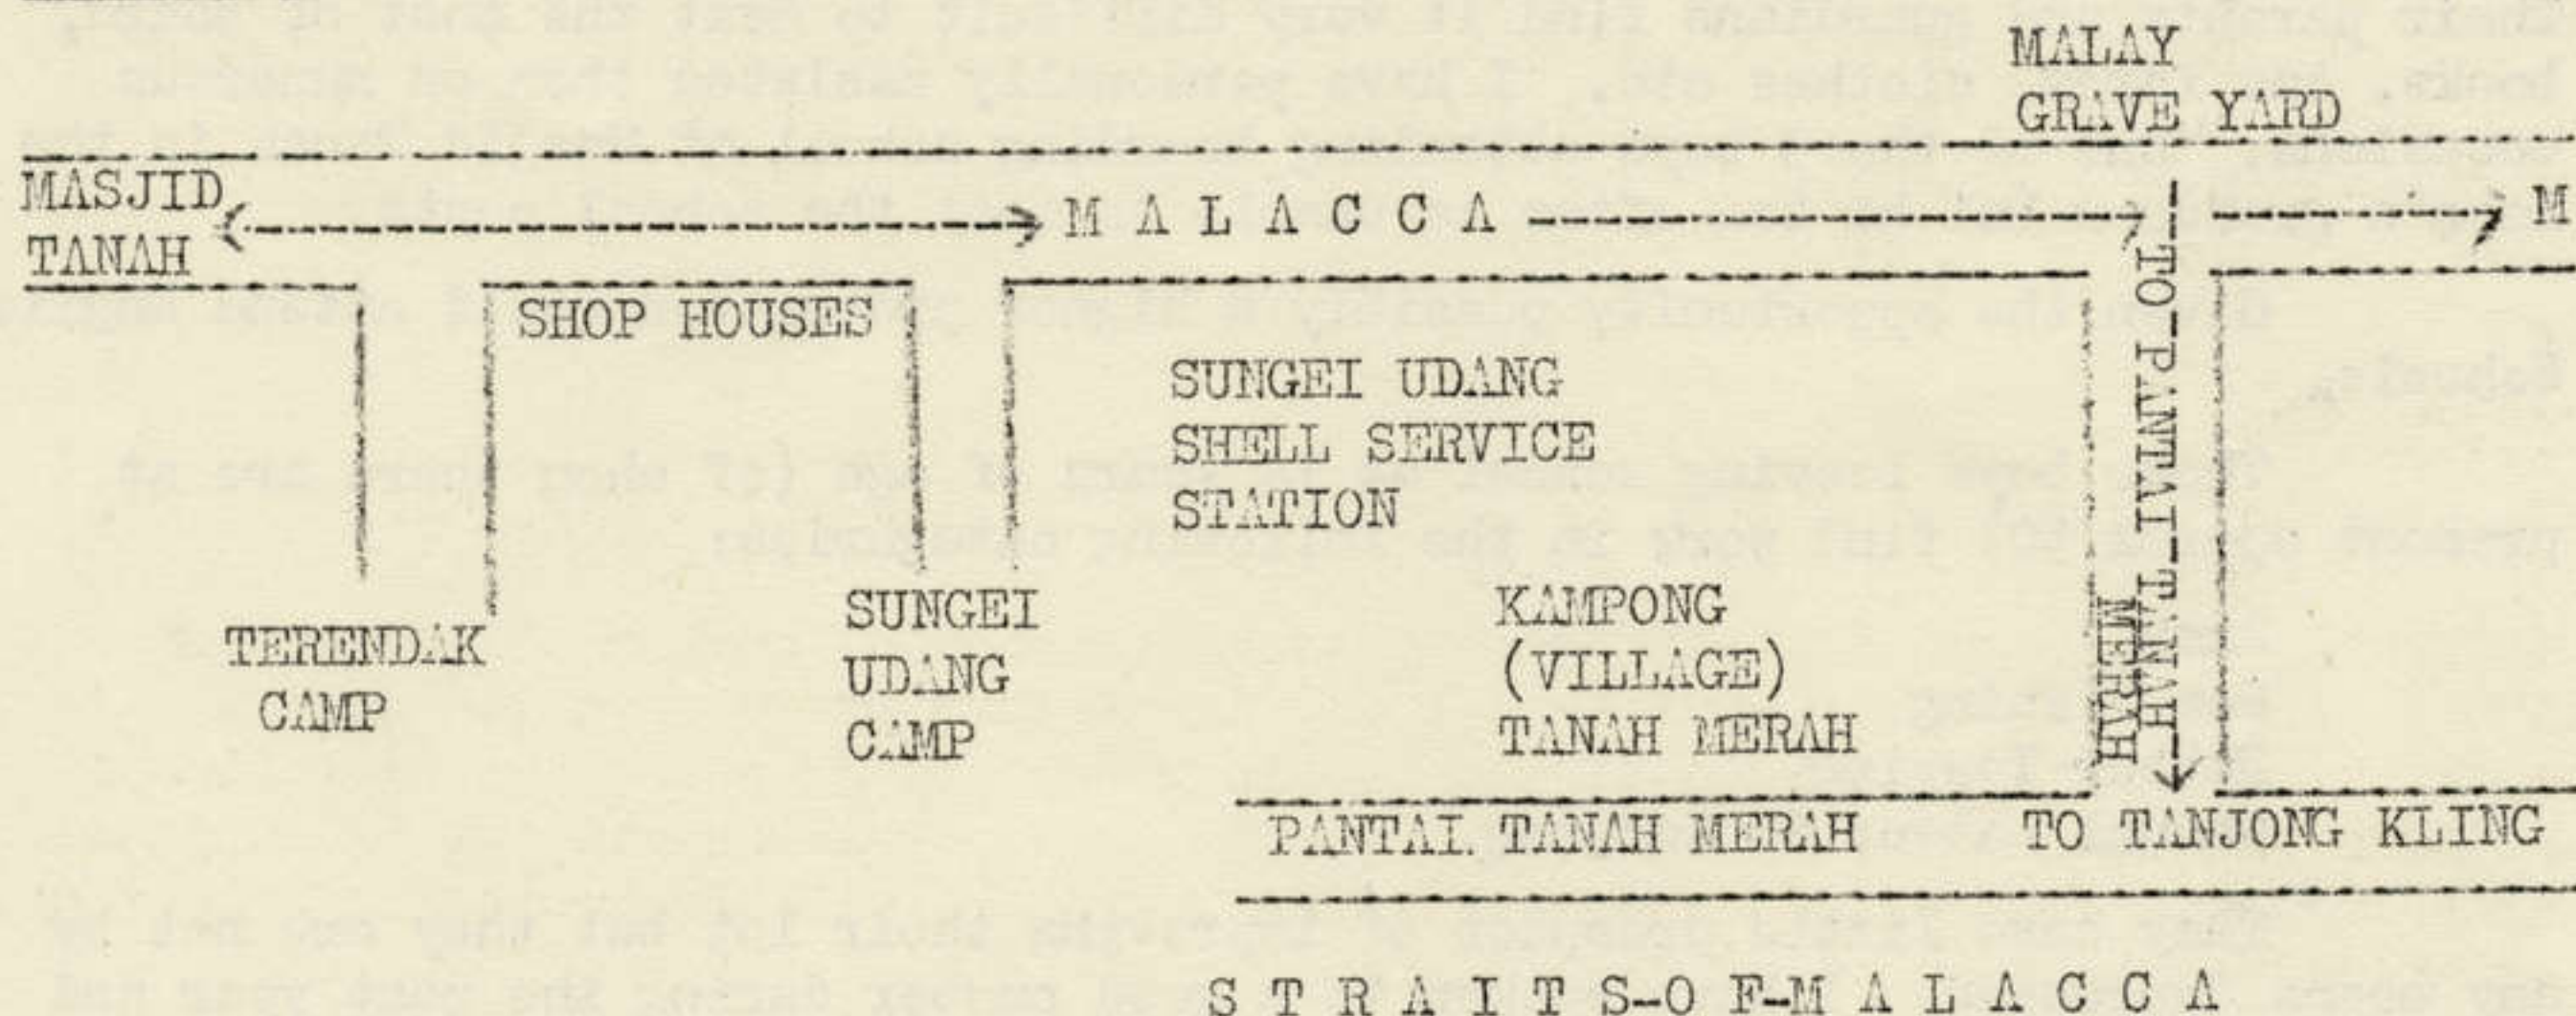 MALAY
GRAVE YARD
MASJID
TANAH
M A L A C C A
M
SHOP HOUSES
TO PANTAI TANAH
MERAH
SUNGEI UDANG
SHELL SERVICE
STATION
TERENDAK
CAMP
SUNGEI
UDANG
CAMP
KAMPONG
(VILLAGE)
TANAH MERAH
PANTAI. TANAH MERAH TO TANJONG KLING
S T R A I T S-O F-M A L A C C A